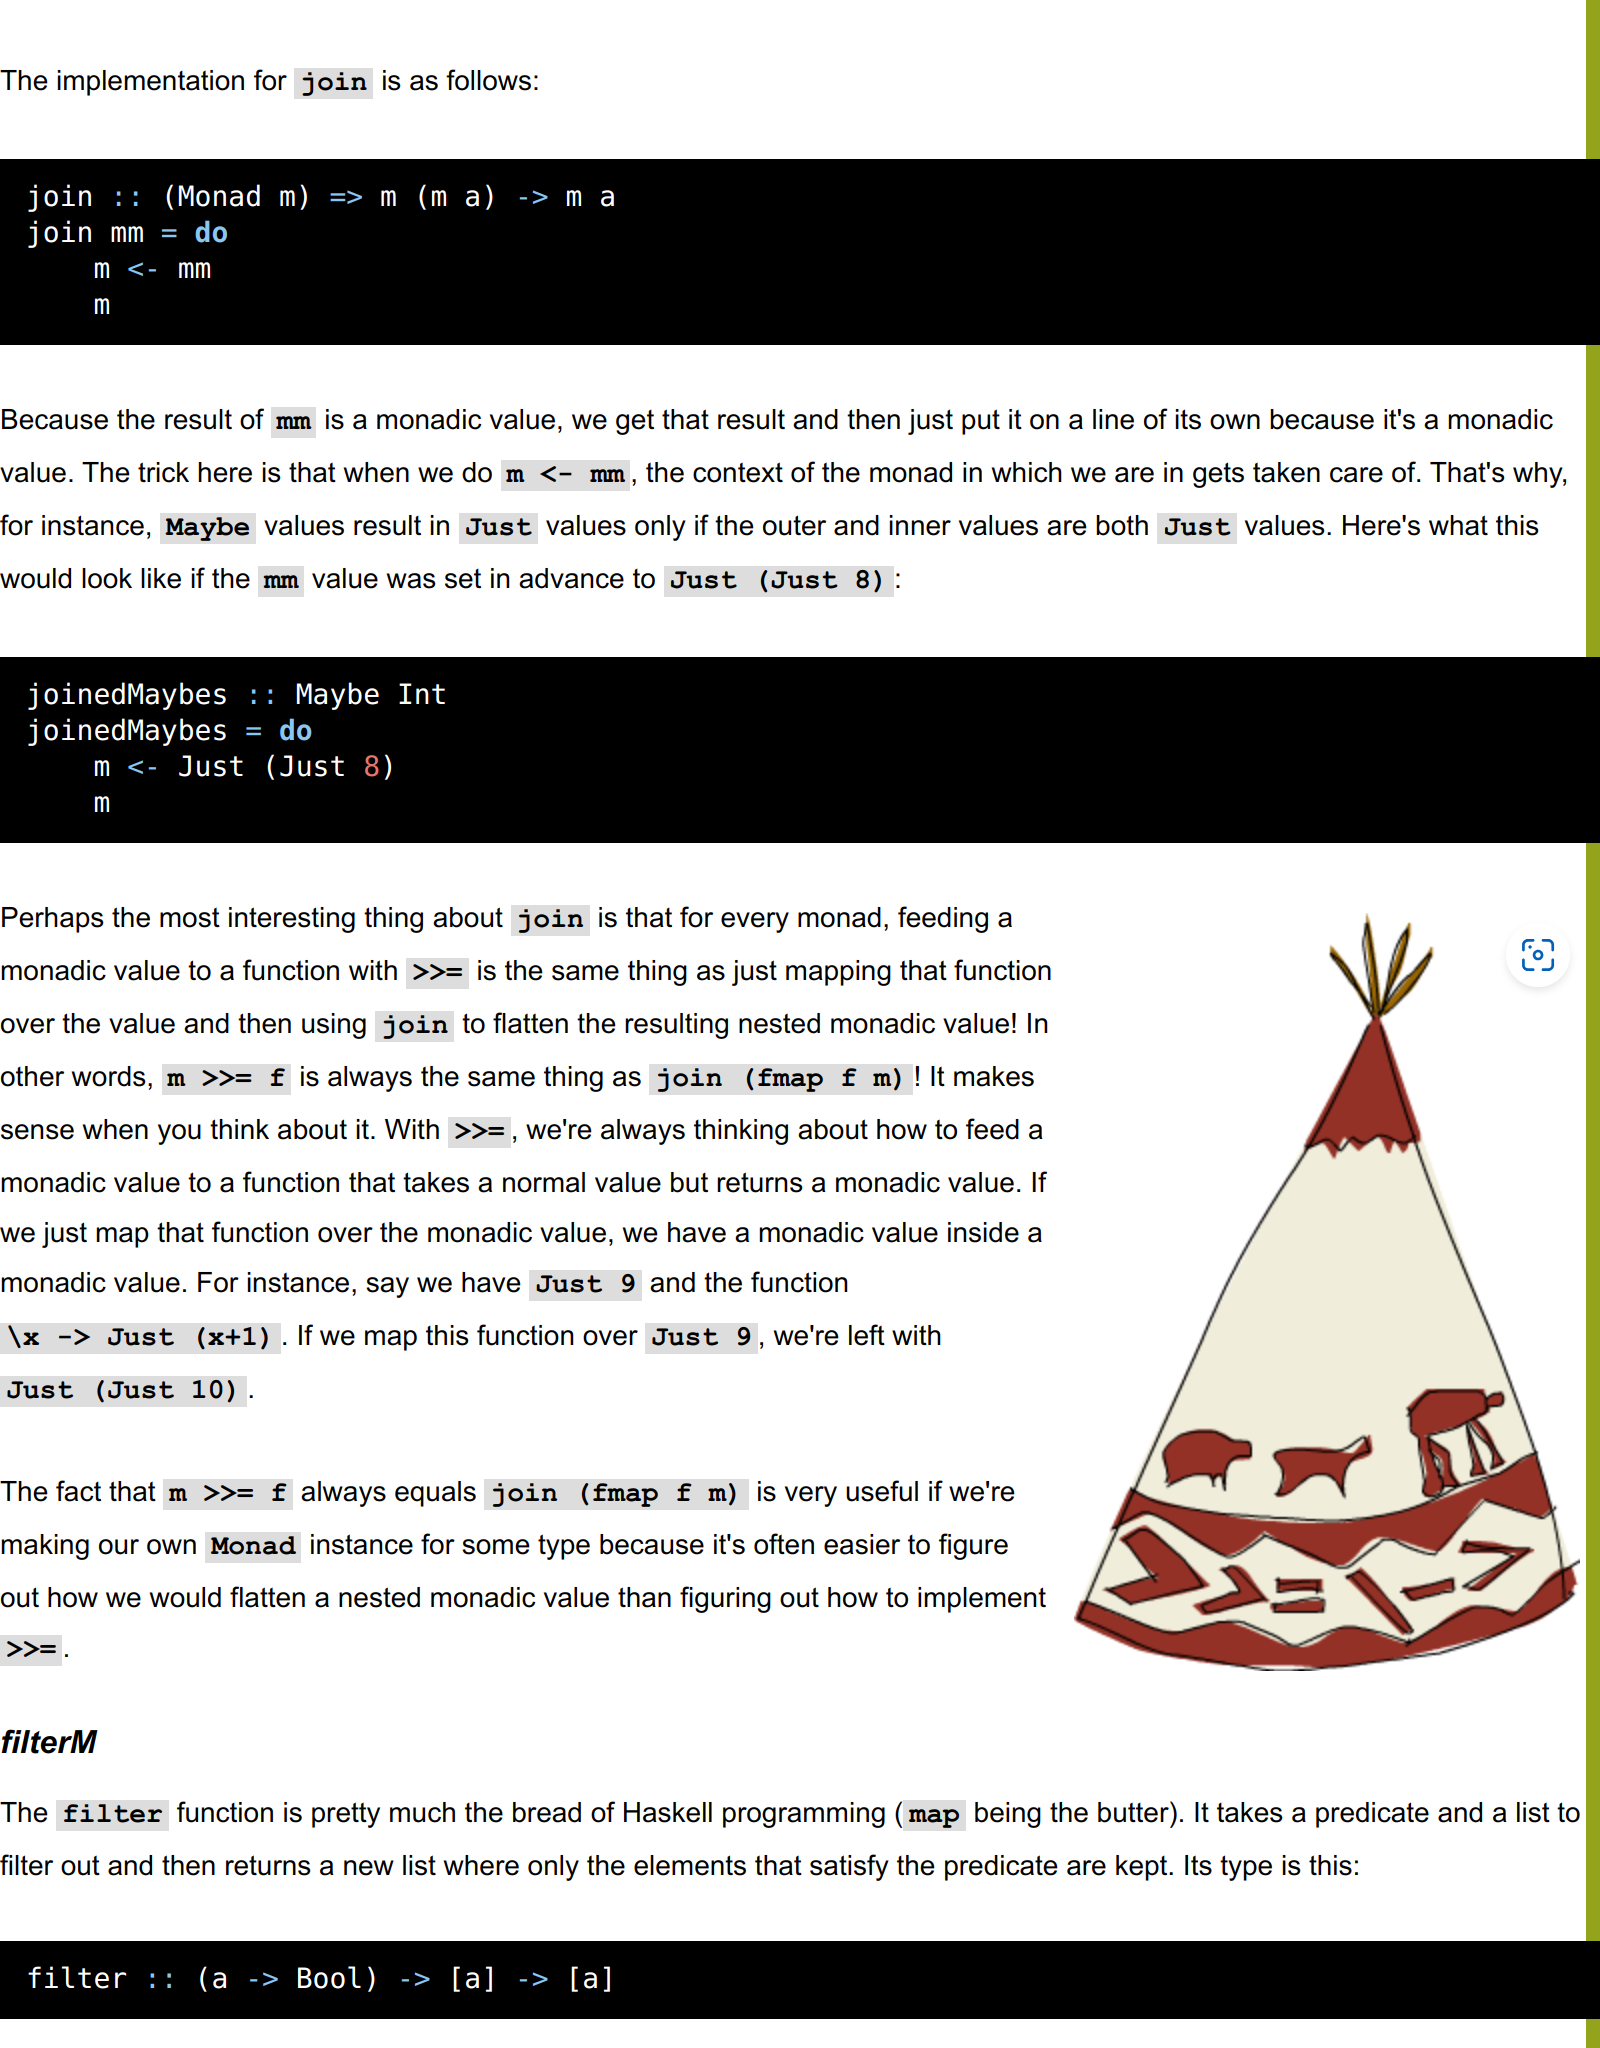 The implementation for join is as follows:
join :: (Monad m) => m (m a) -> m a
join mm = do
    m <- mm
    m
Because the result of mm is a monadic value, we get that result and then just put it on a line of its own because it's a monadic
value. The trick here is that when we do m <- mm, the context of the monad in which we are in gets taken care of. That's why,
for instance, Maybe values result in Just values only if the outer and inner values are both Just values. Here's what this
would look like if the mm value was set in advance to Just (Just 8):
joinedMaybes :: Maybe Int
joinedMaybes = do
    m <- Just (Just 8)
    m
Perhaps the most interesting thing about join is that for every monad, feeding a
monadic value to a function with >>= is the same thing as just mapping that function
over the value and then using join to flatten the resulting nested monadic value! In
other words, m >>= f is always the same thing as join (fmap f m)! It makes
sense when you think about it. With >>=, we're always thinking about how to feed a
monadic value to a function that takes a normal value but returns a monadic value. If
we just map that function over the monadic value, we have a monadic value inside a
monadic value. For instance, say we have Just 9 and the function
\x -> Just (x+1). If we map this function over Just 9, we're left with
Just (Just 10).
The fact that m >>= f always equals join (fmap f m) is very useful if we're
making our own Monad instance for some type because it's often easier to figure
out how we would flatten a nested monadic value than figuring out how to implement
>>=.
>>=\->
filterM
The filter function is pretty much the bread of Haskell programming (map being the butter). It takes a predicate and a list to
filter out and then returns a new list where only the elements that satisfy the predicate are kept. Its type is this:
filter :: (a -> Bool) -> [a] -> [a]